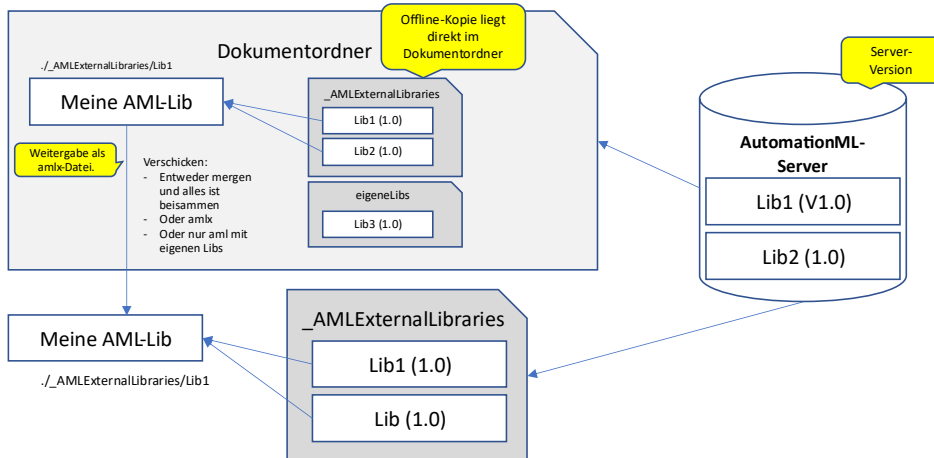 Offline-Kopie liegt
direkt im
Dokumentordner
Dokumentordner
Server-
Version
./_AMLExternalLibraries/Lib1
Meine AML-Lib
_AMLExternalLibraries
Lib1 (1.0)
Lib2 (1.0)
AutomationML-
Server
Lib1 (V1.0)
Lib2 (1.0)
Weitergabe als
amlx-Datei.
Verschicken:
- Entweder mergen
und alles ist
beisammen
- Oder amlx
- Oder nur aml mit
eigenen Libs
eigeneLibs
Lib3 (1.0)
Meine AML-Lib
./_AMLExternalLibraries/Lib1
_AMLExternalLibraries
Lib1 (1.0)
Lib (1.0)